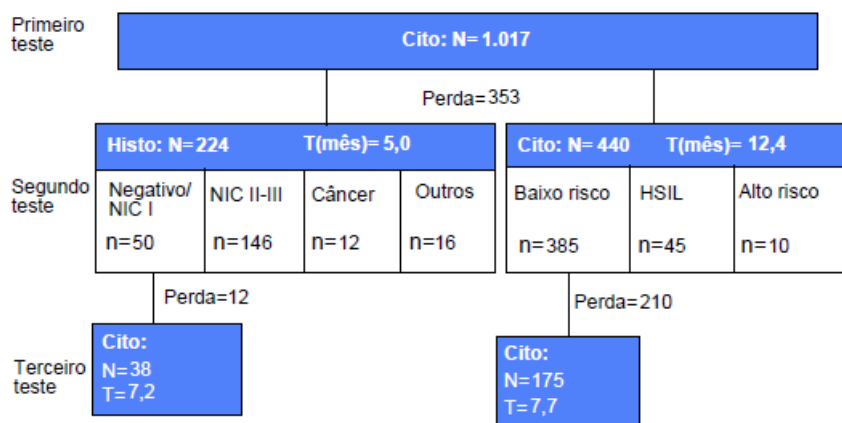 Primeiro
teste
Cito: N= 1.017
Perda=353
Segundo
teste
Histo: N= 224 T(mês)= 5,0
Negativo/
NIC I
n=50
NIC II-III
n=146
Câncer
n=12
Outros
n=16
Cito: N= 440 T(mês)= 12,4
Baixo risco
n=385
HSIL
n=45
Alto risco
n=10
Perda=12
Perda=210
Terceiro
teste
Cito:
N=38
T=7,2
Cito:
N=175
T=7,7